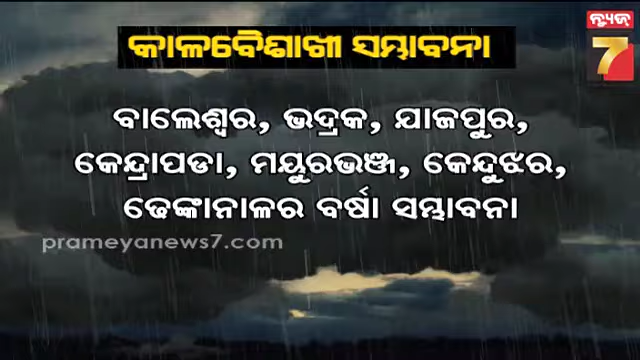 ନ୍ୟୁଜ୍
7
କାଳବୈଶାଖୀ ସମ୍ଭାବନା
ବାଲେଶ୍ୱର, ଭଦ୍ରକ, ଯାଜପୁର,
କେନ୍ଦ୍ରାପଡା, ମୟୁରଭଞ୍ଜ, କେନ୍ଦୁଝର,
ଢେଙ୍କାନାଳର ବର୍ଷା ସମ୍ଭାବନା
prameyanews7.com